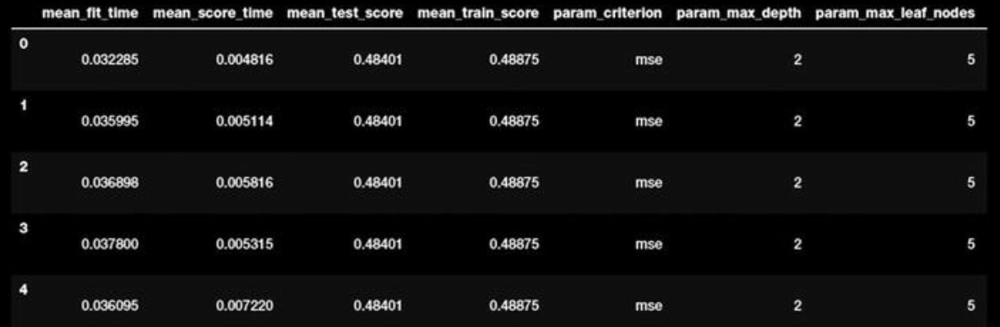 mean_fit_time mean_score_time mean_test_score mean_train_score param_criterion param_max_depth param_max_leaf_nodes
0
0.032285 0.004816 0.48401 0.48875 mse 2 5
1
0.035995 0.005114 0.48401 0.48875 mse 2 5
2
0.036898 0.005816 0.48401 0.48875 mse 2 5
3
0.037800 0.005315 0.48401 0.48875 mse 2 5
4
0.036095 0.007220 0.48401 0.48875 mse 2 5